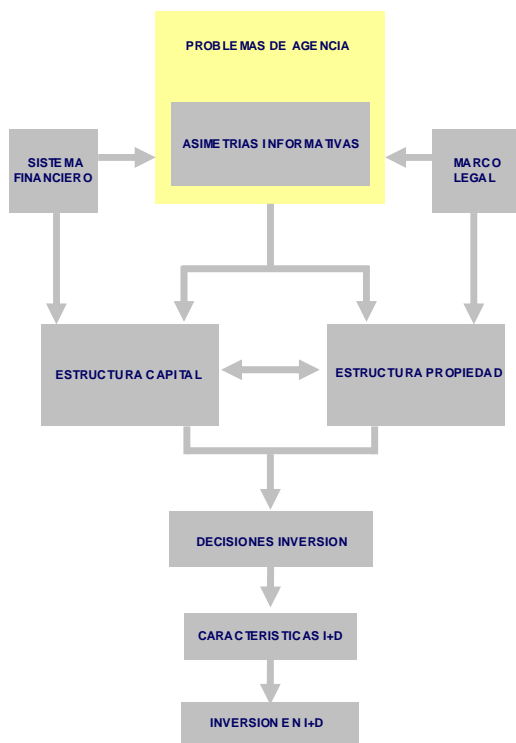 PROBLEMAS DE AGENCIA
ASIMETRIAS INFORMATIVAS
SISTEMA
FINANCIERO
MARCO
LEGAL
ESTRUCTURA CAPITAL
ESTRUCTURA PROPIEDAD
DECISIONES INVERSION
CARACTERISTICAS I+D
INVERSION EN I+D